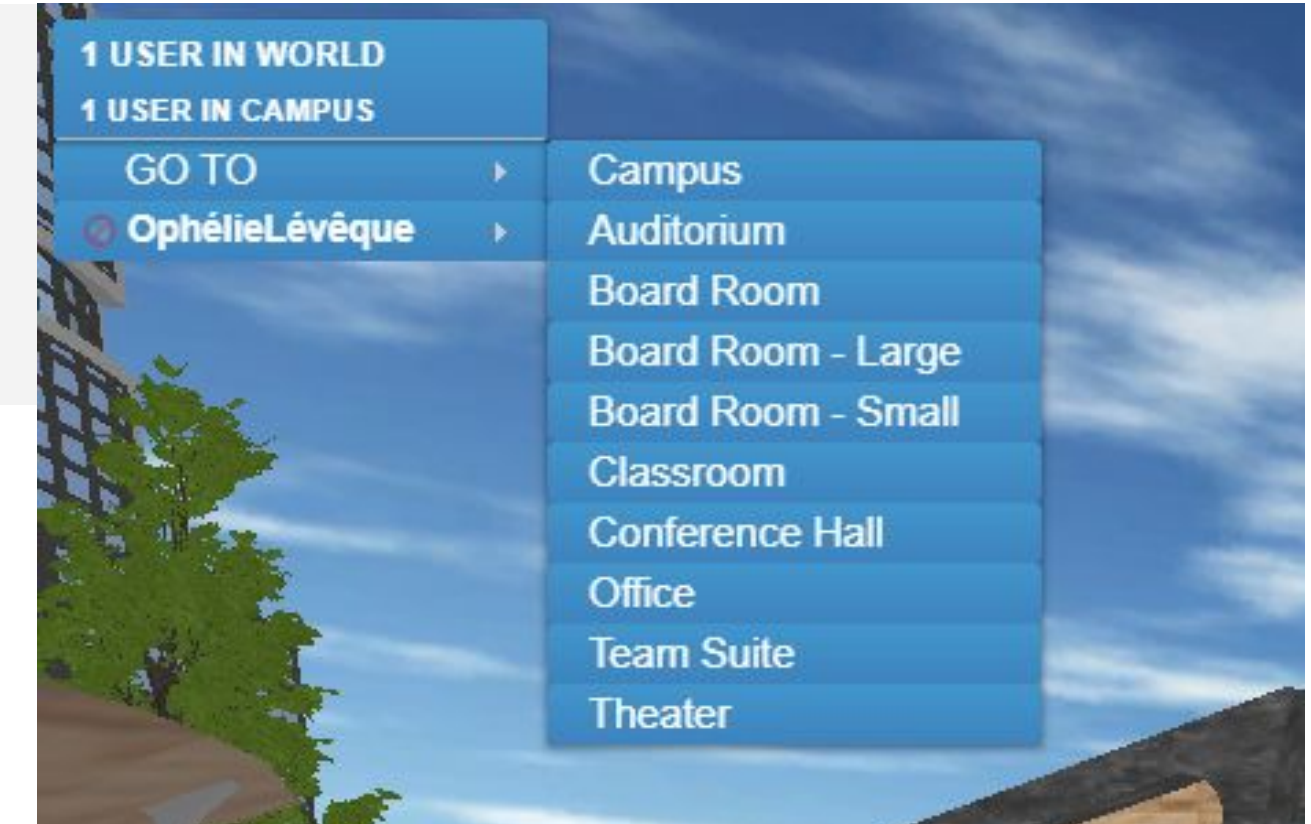 1 USER IN WORLD
1 USER IN CAMPUS
GO TO
OphélieLévêque
Campus
Auditorium
Board Room
Board Room - Large
Board Room - Small
Classroom
Conference Hall
Office
Team Suite
Theater